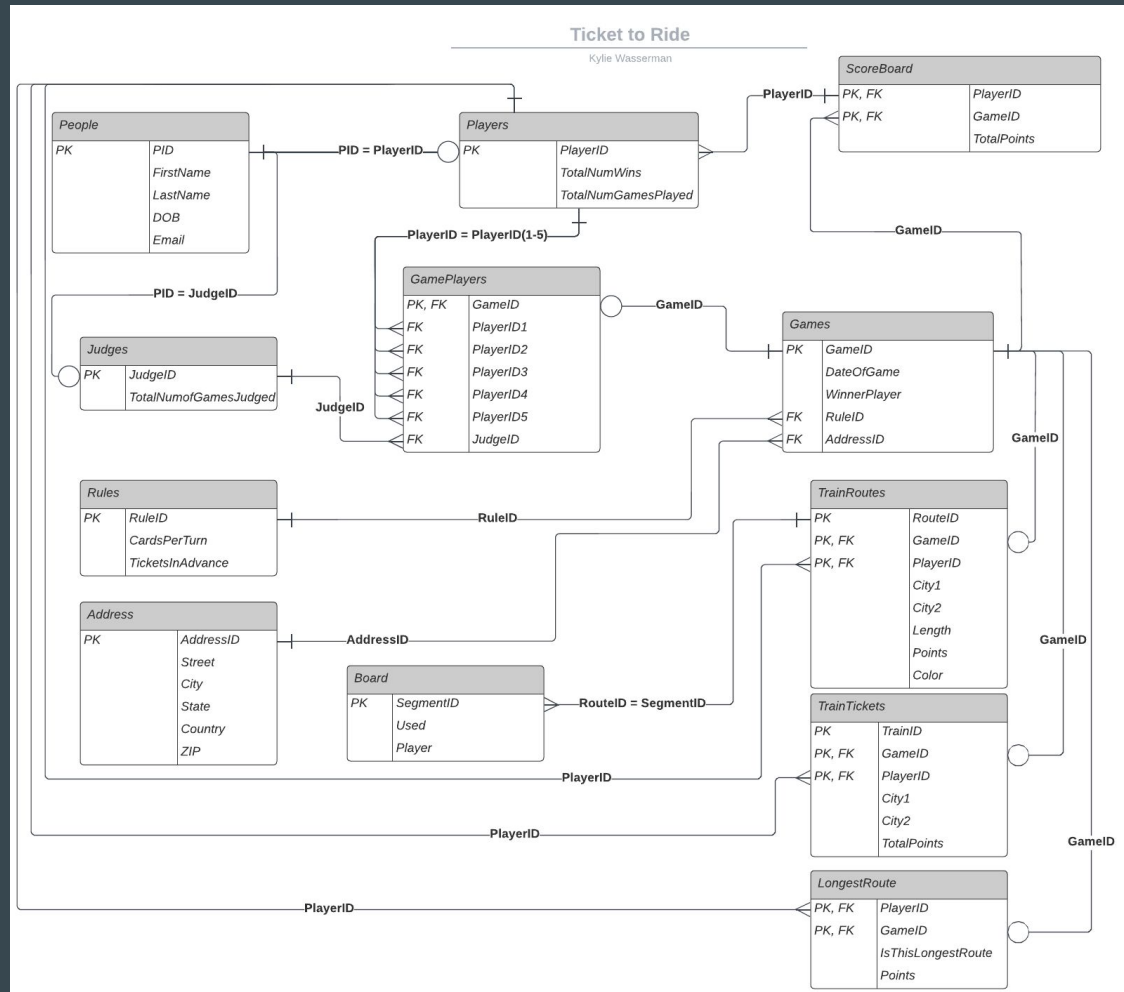 Ticket to Ride
Kylie Wasserman
ScoreBoard
PK, FK PlayerID
PK, FK GameID
TotalPoints
PlayerID
People
PK PID
FirstName
LastName
DOB
Email
PID = PlayerID
Players
PK PlayerID
TotalNumWins
TotalNumGamesPlayed
PlayerID = PlayerID(1-5)
GameID
PID = JudgeID
GamePlayers
PK, FK GameID
FK PlayerID1
FK PlayerID2
FK PlayerID3
FK PlayerID4
FK PlayerID5
FK JudgeID
GameID
Games
PK GameID
DateOfGame
WinnerPlayer
FK RuleID
FK AddressID
Judges
PK JudgeID
TotalNumofGamesJudged
JudgeID
GameID
Rules
PK RuleID
CardsPerTurn
TicketsInAdvance
RuleID
TrainRoutes
PK RouteID
PK, FK GameID
PK, FK PlayerID
City1
City2
Length
Points
Color
Address
PK AddressID
Street
City
State
Country
ZIP
AddressID
GameID
Board
PK SegmentID
Used
Player
RouteID = SegmentID
TrainTickets
PK TrainID
PK, FK GameID
PK, FK PlayerID
City1
City2
TotalPoints
PlayerID
PlayerID
GameID
LongestRoute
PK, FK PlayerID
PK, FK GameID
IsThisLongestRoute
Points
PlayerID